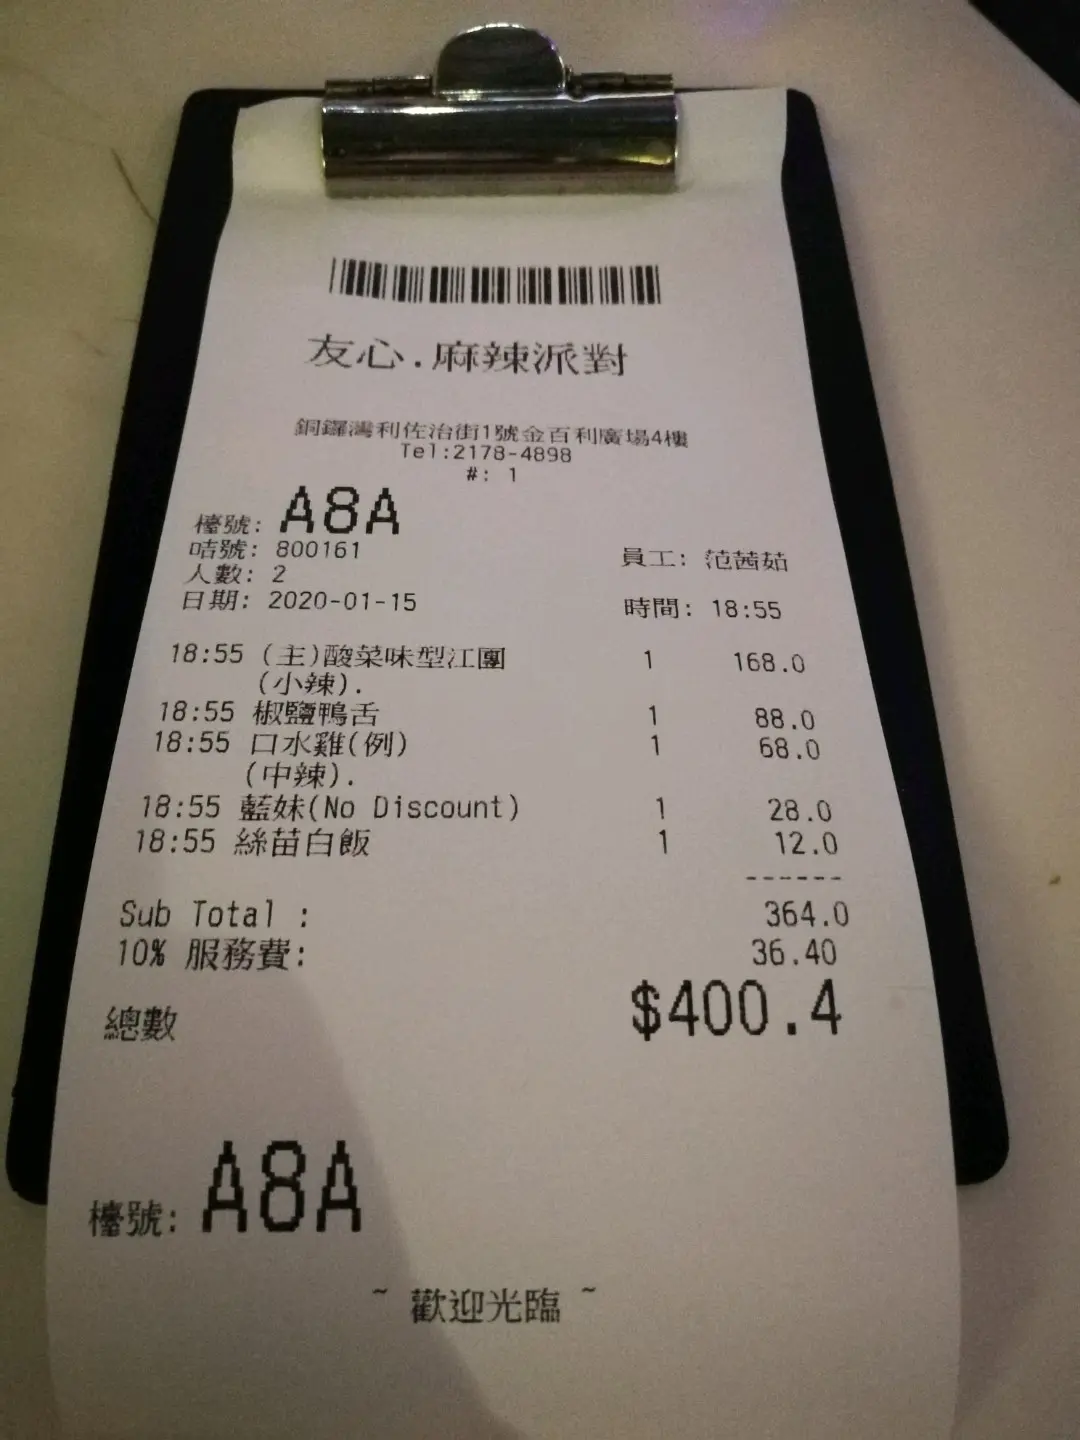 友心.麻辣派對
銅鑼灣利佐治街1號金百利廣場4樓
Tel:2178-4898
#: 1
檯號: A8A
咭號: 800161
員工: 范茜茹
人數: 2
日期: 2020-01-15
時間: 18:55
18:55 (主)酸菜味型江團 1 168.0
(小辣).
18:55 椒鹽鴨舌 1 88.0
18:55 口水雞(例) 1 68.0
(中辣).
18:55 藍妹(No Discount) 1 28.0
18:55 絲苗白飯 1 12.0
------
Sub Total : 364.0
10% 服務費: 36.40
總數 $400.4
檯號: A8A
~ 歡迎光臨 ~